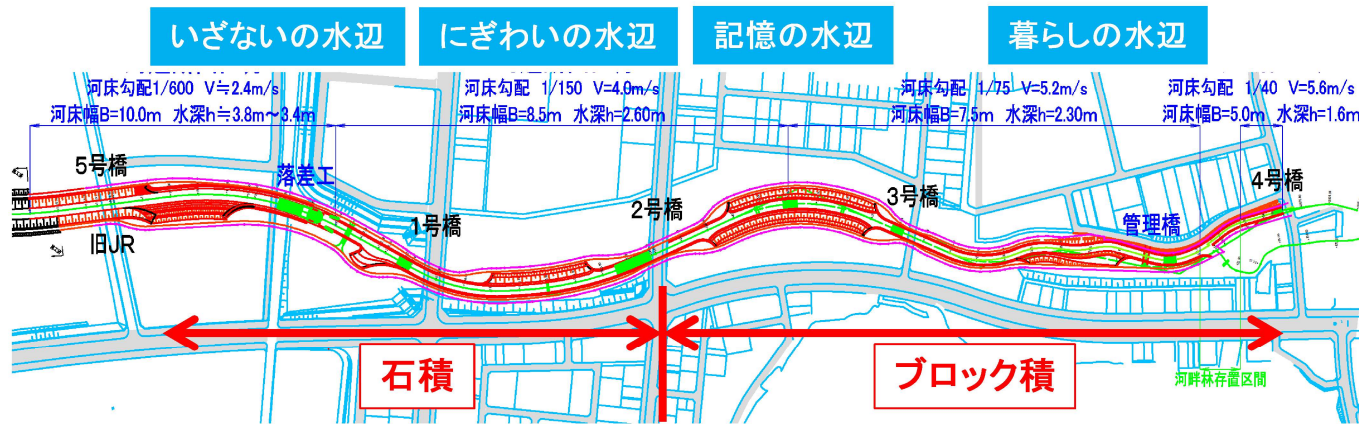 いざないの水辺
にぎわいの水辺
記憶の水辺
暮らしの水辺
河床勾配1/600 V≒2.4m/s
河床幅B=10.0m 水深h≒3.8m～3.4m
河床勾配 1/150 V=4.0m/s
河床幅B=8.5m 水深h=2.60m
河床勾配 1/75 V=5.2m/s
河床幅B=7.5m 水深h=2.30m
河床勾配 1/40 V=5.6m/s
河床幅B=5.0m 水深h=1.6m
5号橋
落差工
1号橋
2号橋
3号橋
4号橋
管理橋
旧JR
石積
ブロック積
河畔林存置区間